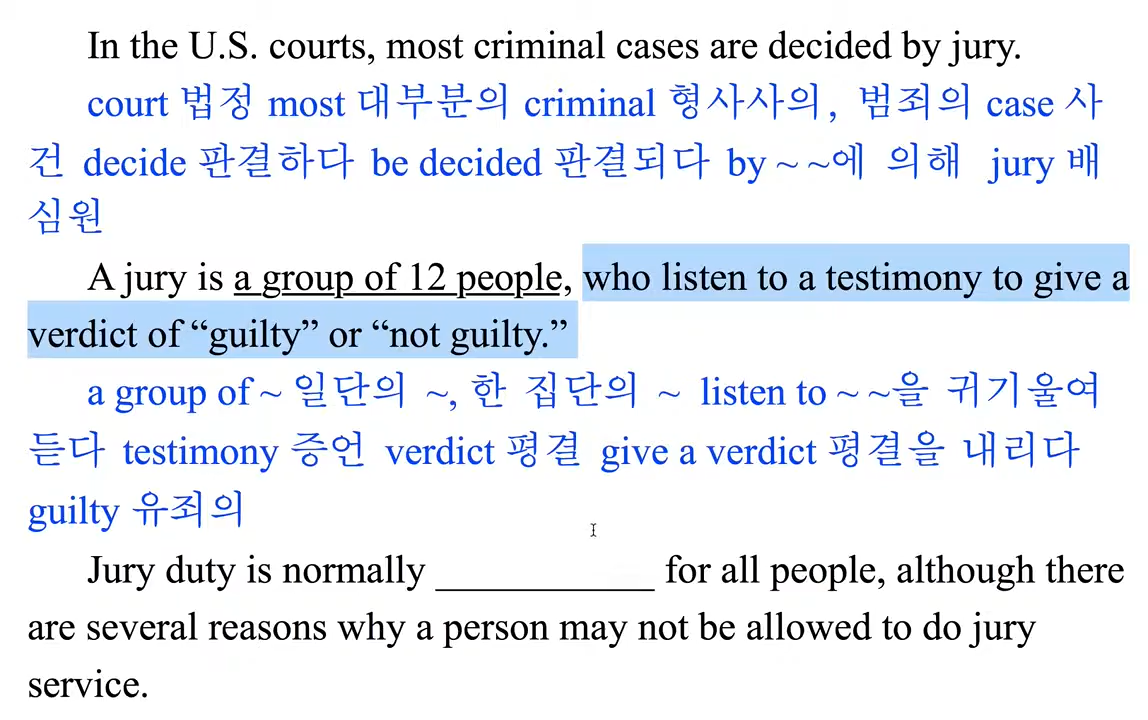 In the U.S. courts, most criminal cases are decided by jury.
court 법정 most 대부분의 criminal 형사사의, 범죄의 case 사
건 decide 판결하다 be decided 판결되다 by ~ ~에 의해 jury 배
심원
A jury is a group of 12 people, who listen to a testimony to give a
verdict of “guilty” or “not guilty.”
a group of ~ 일단의 ~, 한 집단의 ~ listen to ~ ~을 귀기울여
듣다 testimony 증언 verdict 평결 give a verdict 평결을 내리다
guilty 유죄의
Jury duty is normally ___________ for all people, although there
are several reasons why a person may not be allowed to do jury
service.